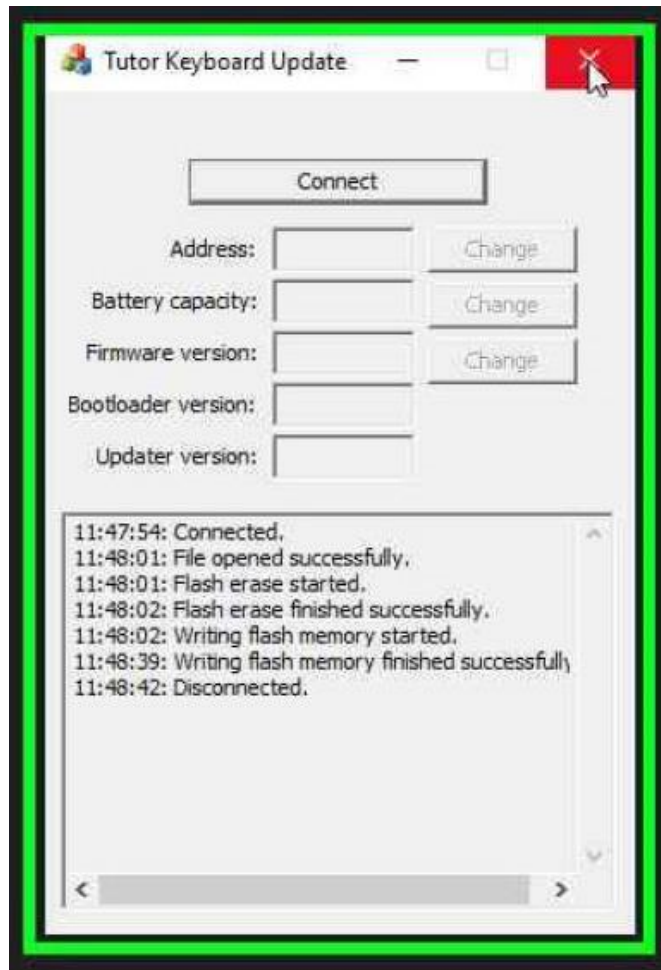 Tutor Keyboard Update
Connect
Address:
Change
Battery capacity:
Change
Firmware version:
Change
Bootloader version:
Updater version:
11:47:54: Connected.
11:48:01: File opened successfully.
11:48:01: Flash erase started.
11:48:02: Flash erase finished successfully.
11:48:02: Writing flash memory started.
11:48:39: Writing flash memory finished successfully
11:48:42: Disconnected.